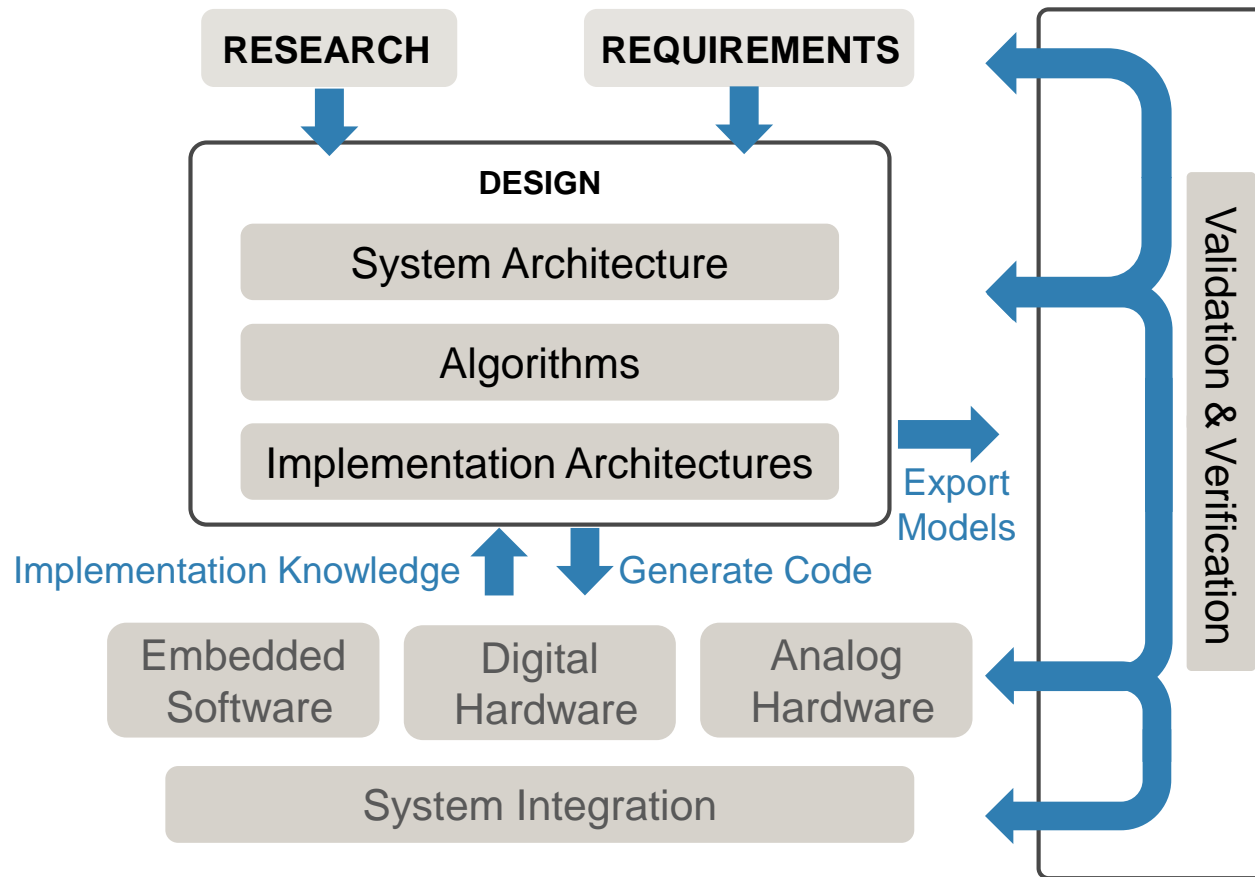 RESEARCH
REQUIREMENTS
DESIGN
System Architecture
Algorithms
Implementation Architectures
Export
Models
Implementation Knowledge
Generate Code
Embedded
Software
Digital
Hardware
Analog
Hardware
System Integration
Validation & Verification